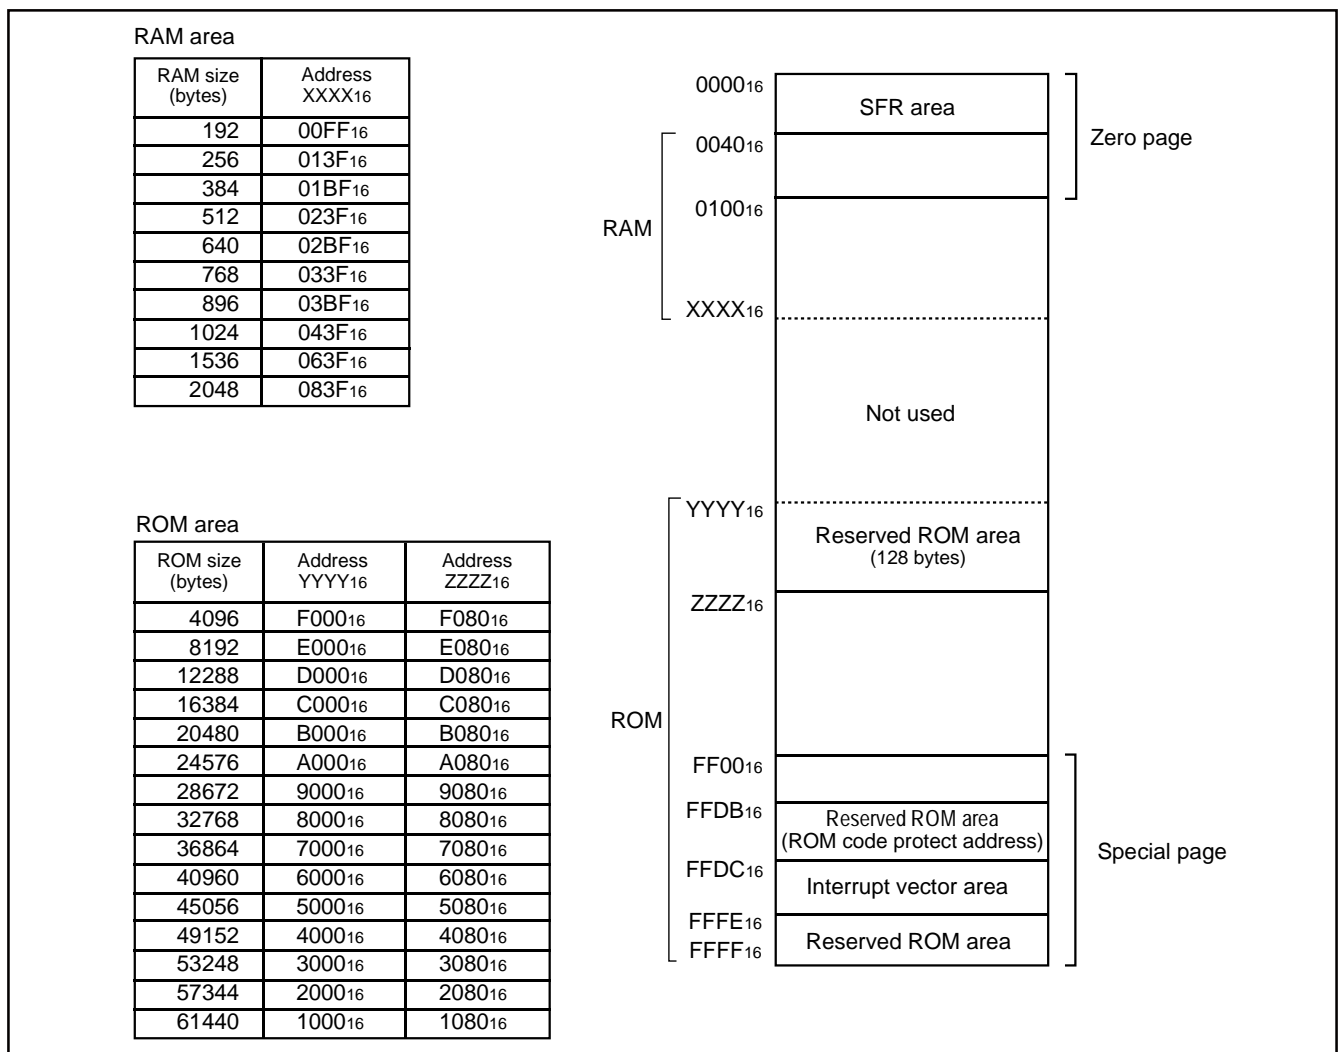 RAM area
RAM size (bytes) Address XXXX16
192 00FF16
256 013F16
384 01BF16
512 023F16
640 02BF16
768 033F16
896 03BF16
1024 043F16
1536 063F16
2048 083F16
ROM area
ROM size (bytes) Address YYYY16 Address ZZZZ16
4096 F00016 F08016
8192 E00016 E08016
12288 D00016 D08016
16384 C00016 C08016
20480 B00016 B08016
24576 A00016 A08016
28672 900016 908016
32768 800016 808016
36864 700016 708016
40960 600016 608016
45056 500016 508016
49152 400016 408016
53248 300016 308016
57344 200016 208016
61440 100016 108016
000016
SFR area
Zero page
004016
010016
RAM
XXXX16
Not used
YYYY16
Reserved ROM area
(128 bytes)
ZZZZ16
ROM
FF0016
FFDB16
Reserved ROM area
(ROM code protect address)
Special page
FFDC16
Interrupt vector area
FFFE16
Reserved ROM area
FFFF16